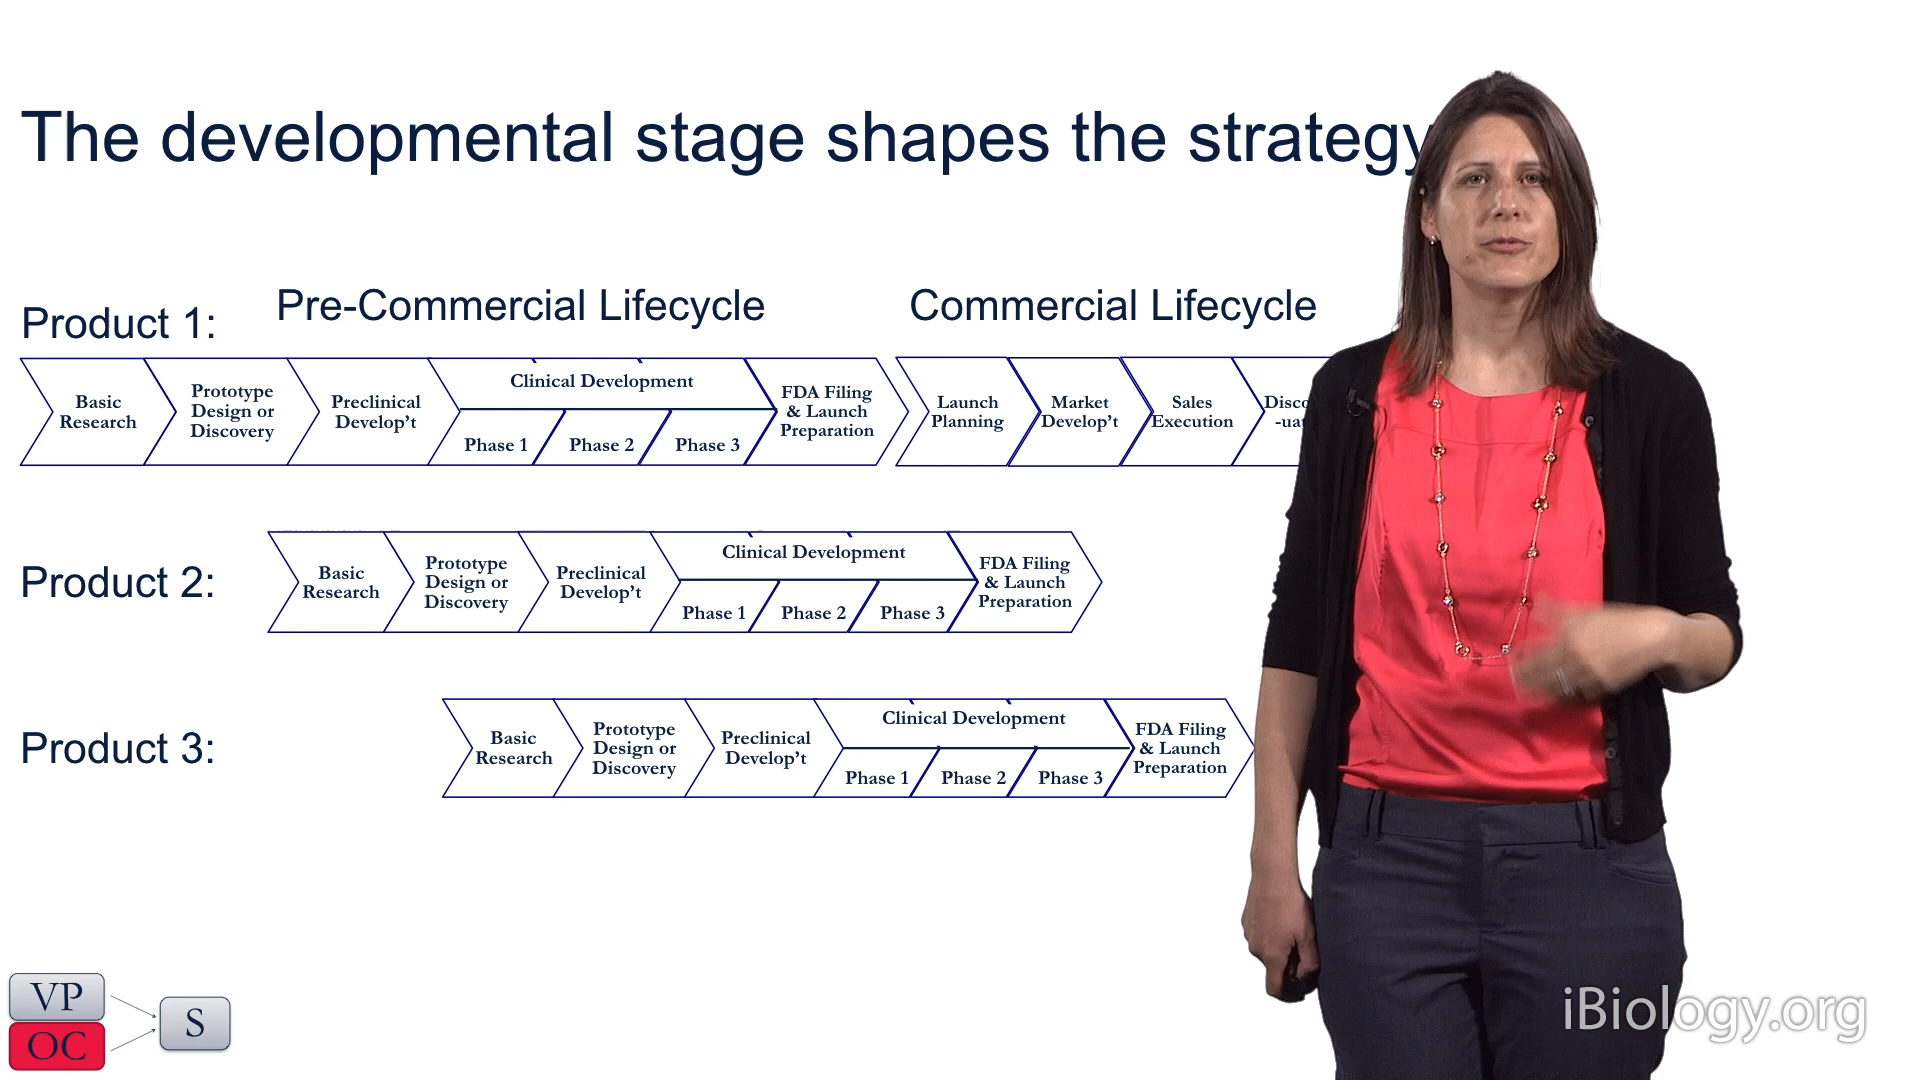 The developmental stage shapes the strategy
Product 1:
Pre-Commercial Lifecycle
Commercial Lifecycle
Basic
Research
Prototype
Design or
Discovery
Preclinical
Develop't
Clinical Development
Phase 1
Phase 2
Phase 3
FDA Filing
& Launch
Preparation
Launch
Planning
Market
Develop't
Sales
Execution
Product 2:
Basic
Research
Prototype
Design or
Discovery
Preclinical
Develop't
Clinical Development
Phase 1
Phase 2
Phase 3
FDA Filing
& Launch
Preparation
Product 3:
Basic
Research
Prototype
Design or
Discovery
Preclinical
Develop't
Clinical Development
Phase 1
Phase 2
Phase 3
FDA Filing
& Launch
Preparation
VP
OC
S
iBiology.org